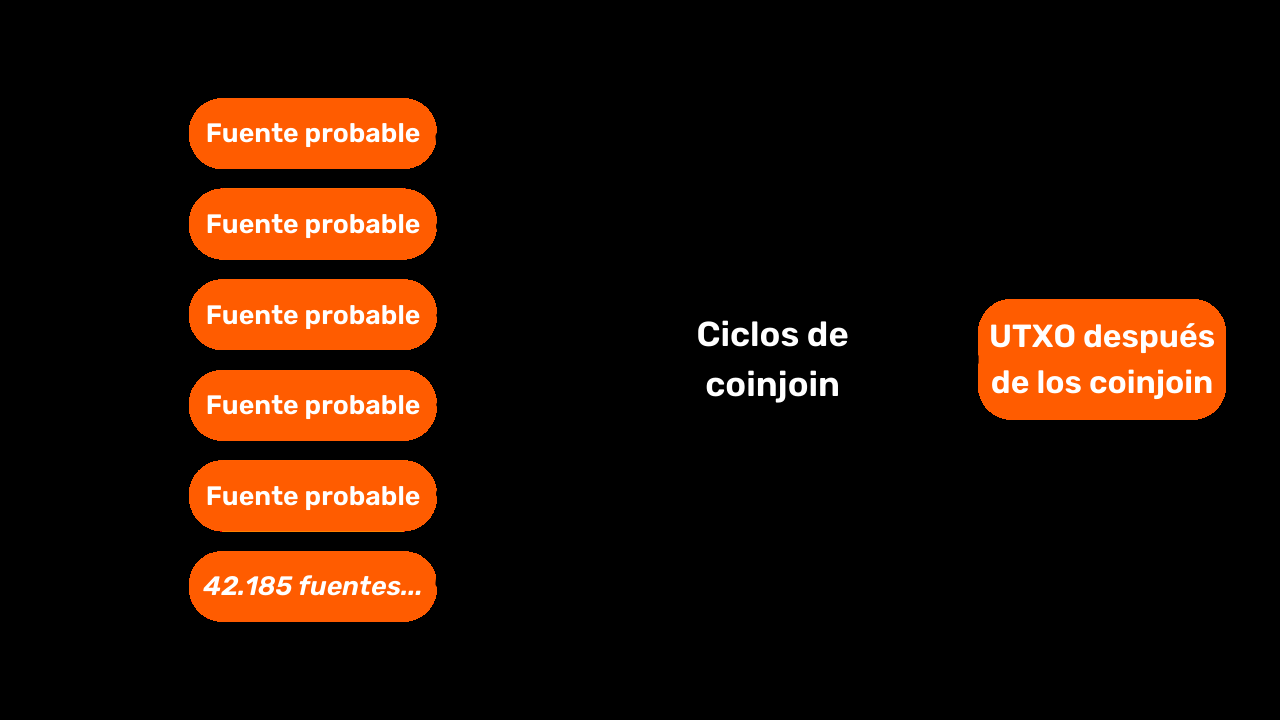 Fuente probable
Fuente probable
Fuente probable
Fuente probable
Fuente probable
42.185 fuentes...
Ciclos de
coinjoin
UTXO después
de los coinjoin